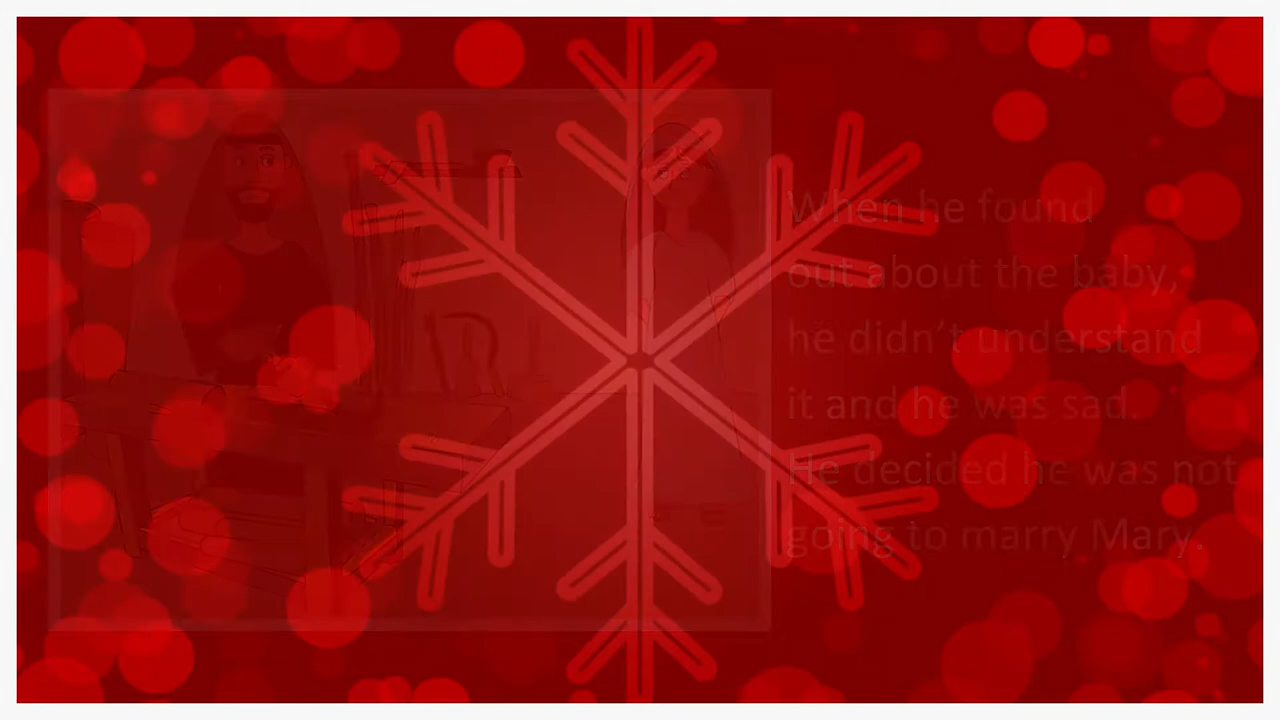 When he found
out about the baby,
he didn’t understand
it and he was sad.
He decided he was not
going to marry Mary.